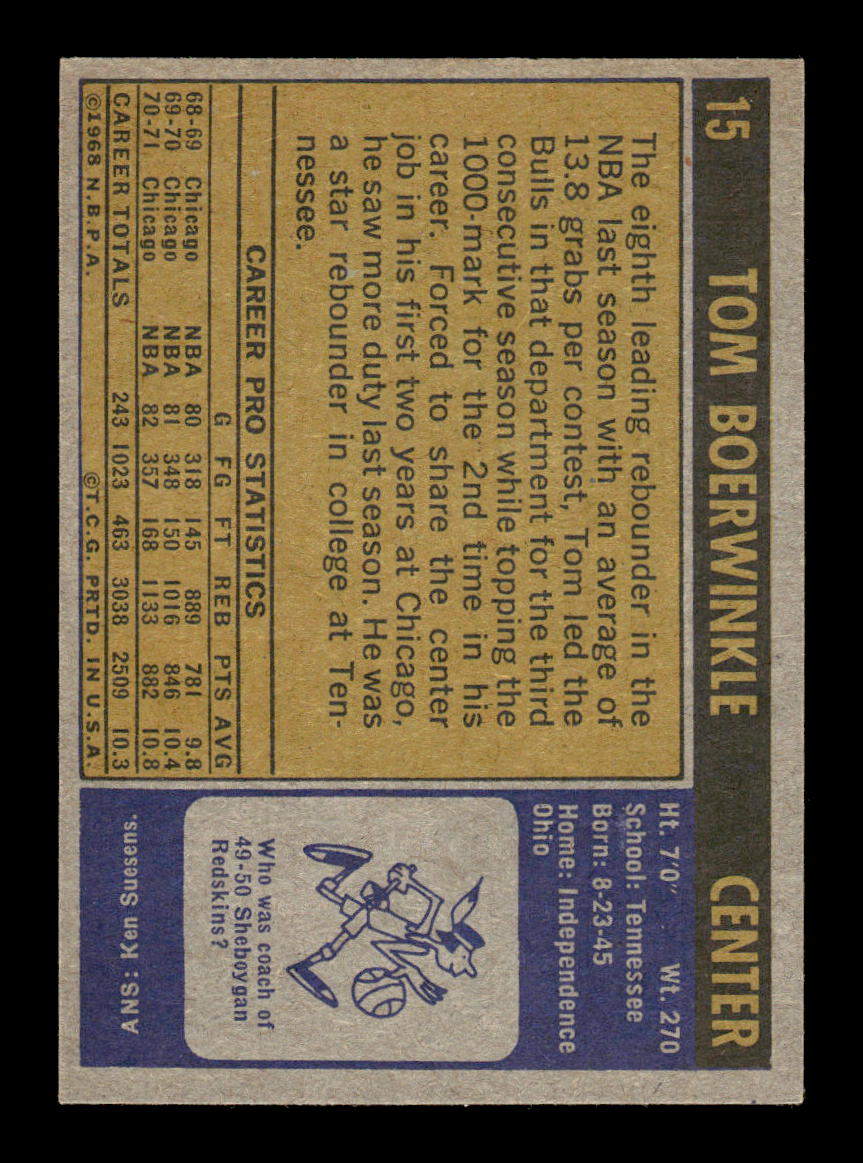 15 TOM BOERWINKLE CENTER
The eighth leading rebounder in the
NBA last season with an average of
13.8 grabs per contest, Tom led the
Bulls in that department for the third
consecutive season while topping the
1000-mark for the 2nd time in his
career. Forced to share the center
job in his first two years at Chicago,
he saw more duty last season. He was
a star rebounder in college at Ten-
nessee.
CAREER PRO STATISTICS
G FG FT REB PTS AVG
68-69 Chicago NBA 80 318 145 889 781 9.8
69-70 Chicago NBA 81 348 150 1016 846 10.4
70-71 Chicago NBA 82 357 168 1133 882 10.8
CAREER TOTALS 243 1023 463 3038 2509 10.3
©1968 N.B.P.A. ©T.C.G. PRTD. IN U.S.A.
Ht. 7'0" Wt. 270
School: Tennessee
Born: 8-23-45
Home: Independence
Ohio
Who was coach of
49-50 Sheboygan
Redskins?
ANS: Ken Suesens.